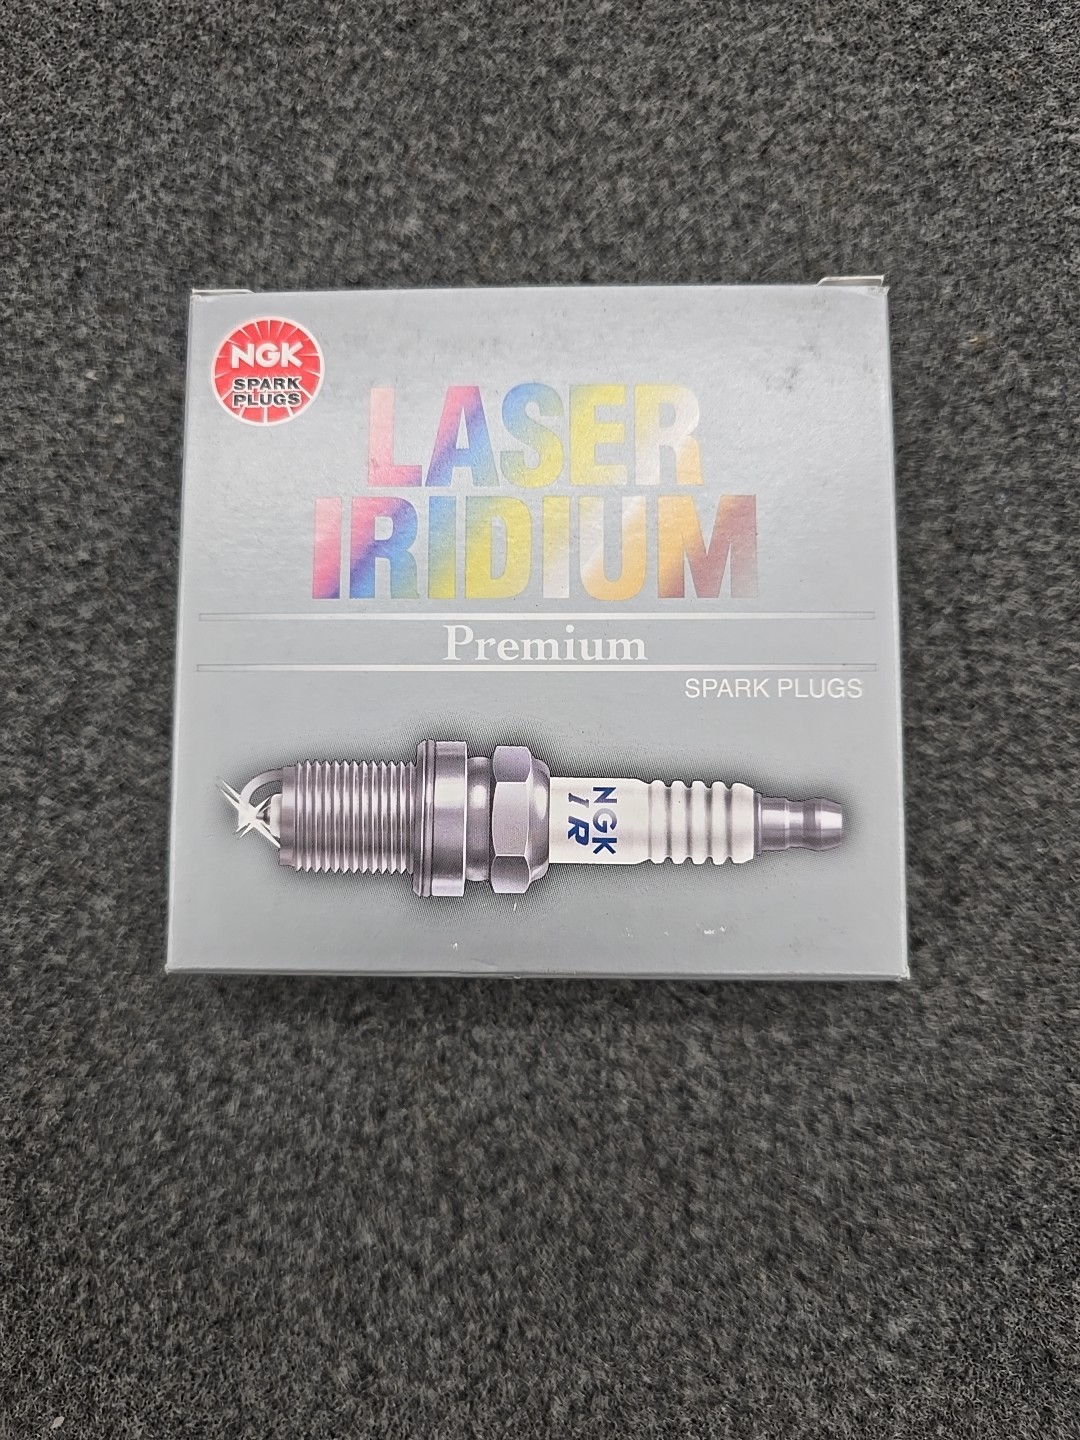 NGK
SPARK
PLUGS
LASER
IRIDIUM
Premium
SPARK PLUGS
NGK
IR